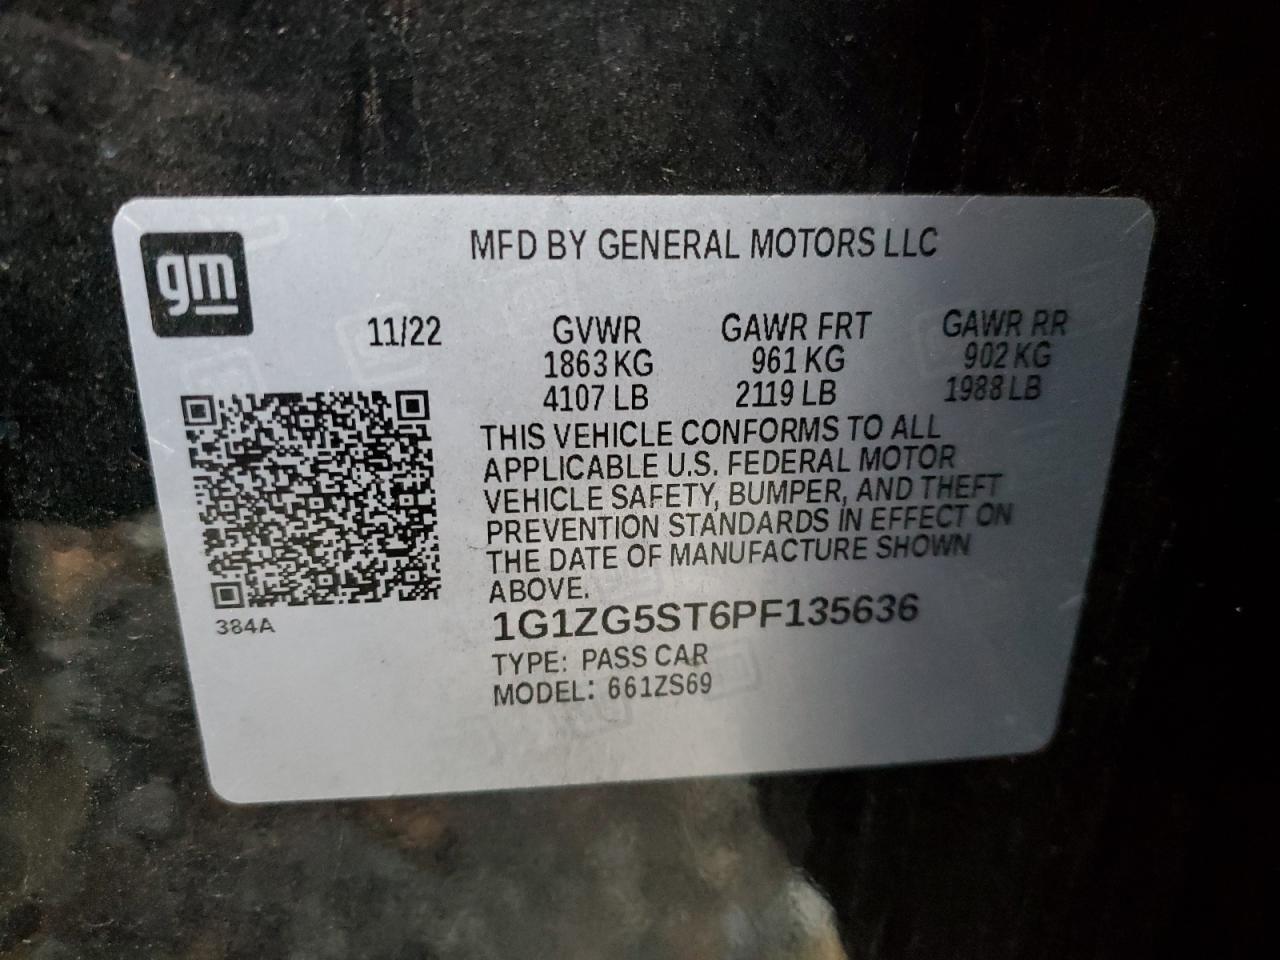 gm
MFD BY GENERAL MOTORS LLC
11/22 GVWR GAWR FRT GAWR RR
1863 KG 961 KG 902 KG
4107 LB 2119 LB 1988 LB
THIS VEHICLE CONFORMS TO ALL
APPLICABLE U.S. FEDERAL MOTOR
VEHICLE SAFETY, BUMPER, AND THEFT
PREVENTION STANDARDS IN EFFECT ON
THE DATE OF MANUFACTURE SHOWN
ABOVE.
384A
1G1ZG5ST6PF135636
TYPE: PASS CAR
MODEL: 661ZS69